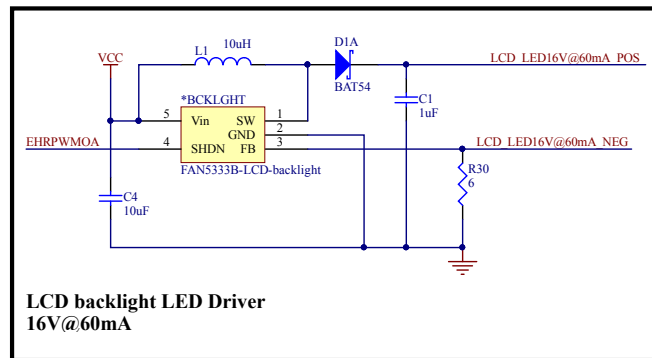 D1A
10uH
L1
VCC
LCD_LED16V@60mA_POS
BAT54
*BCKLGHT
C1
1uF
5 Vin SW 1
GND 2
EHRPWMOA
4 SHDN FB 3
LCD_LED16V@60mA_NEG
FAN5333B-LCD-backlight
R30
6
C4
10uF
LCD backlight LED Driver
16V@60mA